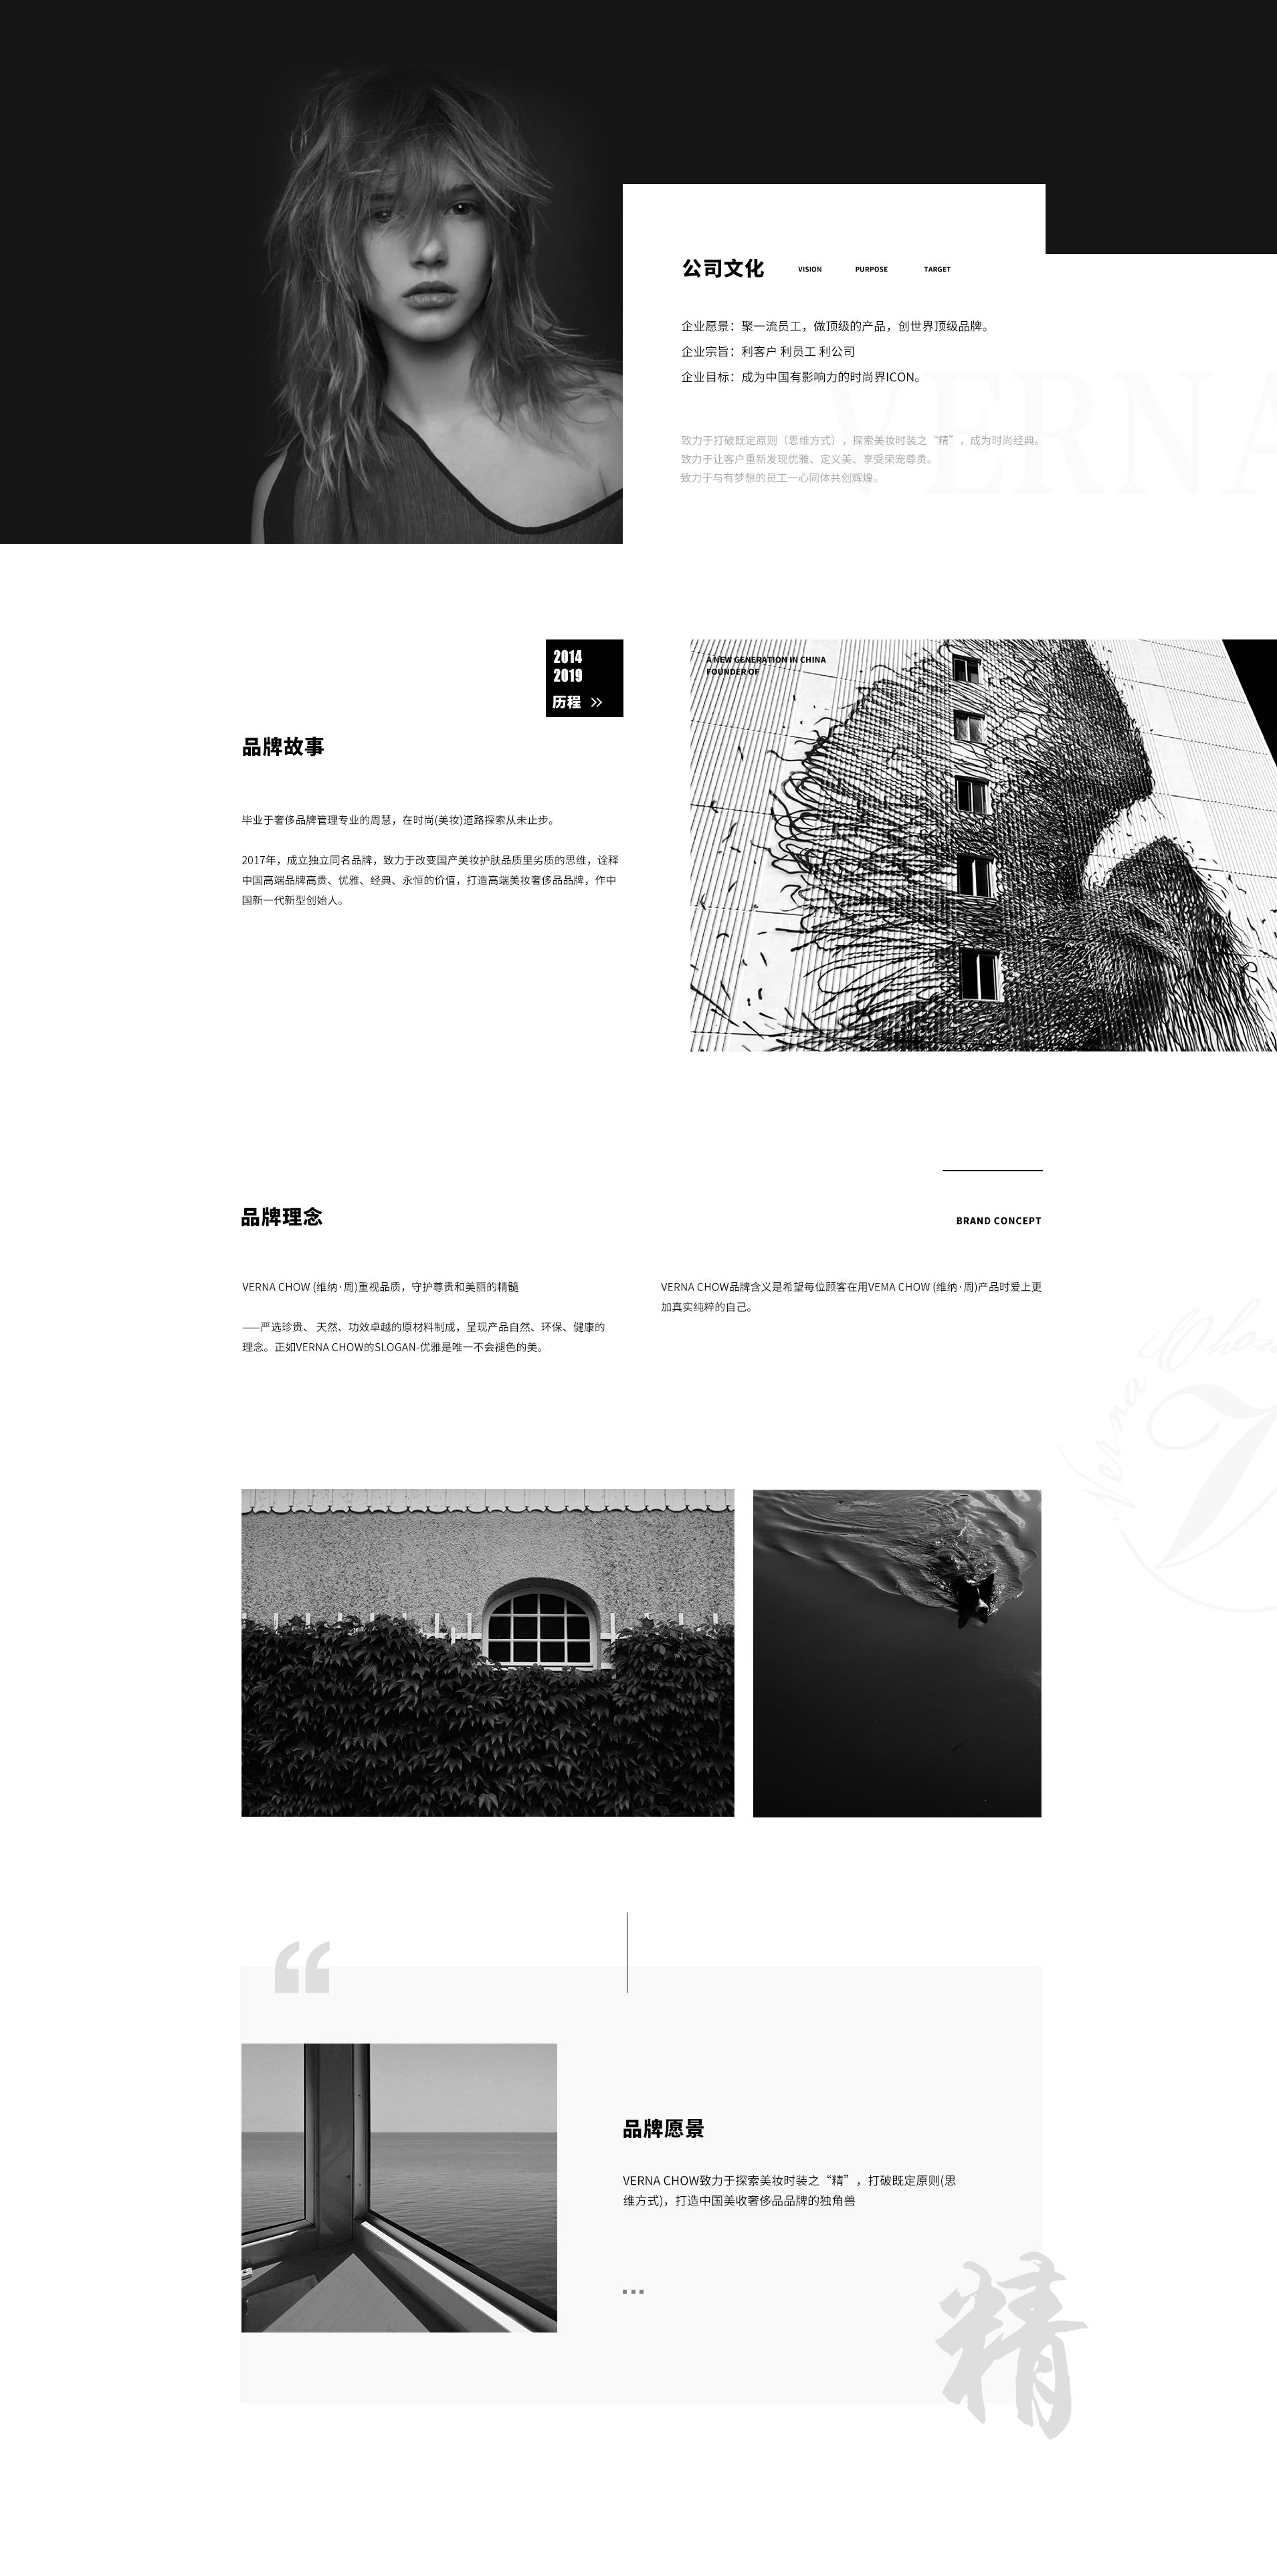 公司文化
VISION
PURPOSE
TARGET
企业愿景：聚一流员工，做顶级的产品，创世界顶级品牌。
企业宗旨：利客户 利员工 利公司
企业目标：成为中国有影响力的时尚界ICON。
VERNA
致力于打破既定原则（思维方式），探索美妆时装之“精”，成为时尚经典。
致力于让客户重新发现优雅、定义美、享受荣宠尊贵。
致力于与有梦想的员工一心同体共创辉煌。
2014
2019
历程
A NEW GENERATION IN CHINA
FOUNDER OF
品牌故事
毕业于奢侈品牌管理专业的周慧，在时尚(美妆)道路探索从未止步。
2017年，成立独立同名品牌，致力于改变国产美妆护肤品质里劣质的思维，诠释
中国高端品牌高贵、优雅、经典、永恒的价值，打造高端美妆奢侈品品牌，作中
国新一代新型创始人。
品牌理念
BRAND CONCEPT
VERNA CHOW (维纳·周)重视品质，守护尊贵和美丽的精髓
——严选珍贵、 天然、功效卓越的原材料制成，呈现产品自然、环保、健康的
理念。正如VERNA CHOW的SLOGAN-优雅是唯一不会褪色的美。
VERNA CHOW品牌含义是希望每位顾客在用VEMA CHOW (维纳·周)产品时爱上更
加真实纯粹的自己。
Verna Chow
V
“
品牌愿景
VERNA CHOW致力于探索美妆时装之“精”，打破既定原则(思
维方式)，打造中国美收奢侈品品牌的独角兽
精